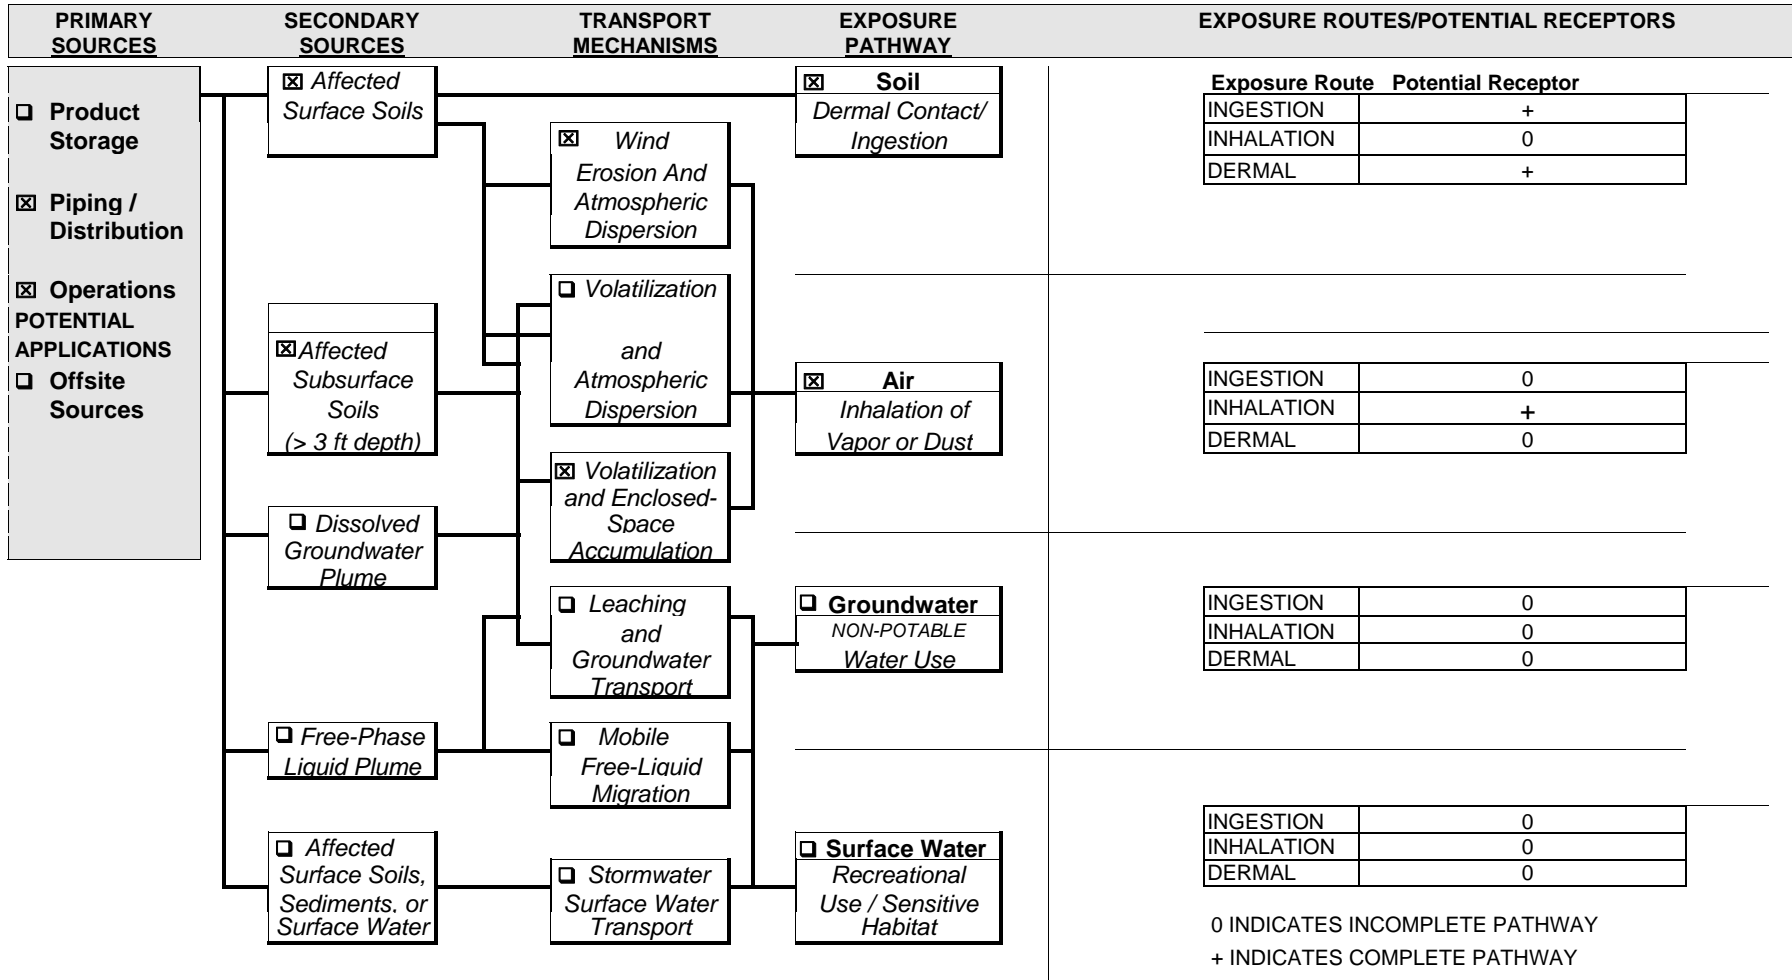 PRIMARY
SOURCES
SECONDARY
SOURCES
TRANSPORT
MECHANISMS
EXPOSURE
PATHWAY
EXPOSURE ROUTES/POTENTIAL RECEPTORS
❑ Product
Storage
☒ Piping /
Distribution
☒ Operations
POTENTIAL
APPLICATIONS
❑ Offsite
Sources
☒ Affected
Surface Soils
☒Affected
Subsurface
Soils
(> 3 ft depth)
❑ Dissolved
Groundwater
Plume
❑ Free-Phase
Liquid Plume
❑ Affected
Surface Soils,
Sediments, or
Surface Water
☒ Wind
Erosion And
Atmospheric
Dispersion
❑ Volatilization
and
Atmospheric
Dispersion
☒ Volatilization
and Enclosed-
Space
Accumulation
❑ Leaching
and
Groundwater
Transport
❑ Mobile
Free-Liquid
Migration
❑ Stormwater
Surface Water
Transport
☒ Soil
Dermal Contact/
Ingestion
☒ Air
Inhalation of
Vapor or Dust
❑ Groundwater
NON-POTABLE
Water Use
❑ Surface Water
Recreational
Use / Sensitive
Habitat
Exposure Route Potential Receptor
INGESTION +
INHALATION 0
DERMAL +
INGESTION 0
INHALATION +
DERMAL 0
INGESTION 0
INHALATION 0
DERMAL 0
INGESTION 0
INHALATION 0
DERMAL 0
0 INDICATES INCOMPLETE PATHWAY
+ INDICATES COMPLETE PATHWAY